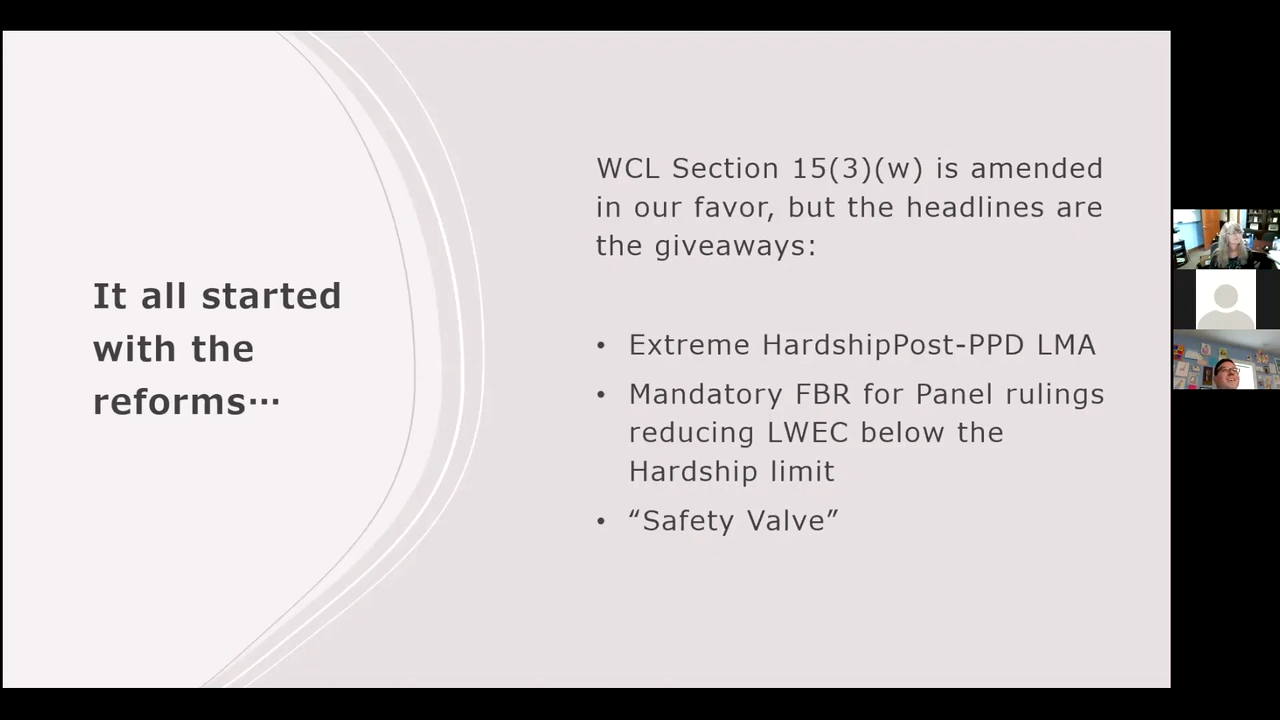 It all started
with the
reforms…
WCL Section 15(3)(w) is amended
in our favor, but the headlines are
the giveaways:
• Extreme HardshipPost-PPD LMA
• Mandatory FBR for Panel rulings
reducing LWEC below the
Hardship limit
• “Safety Valve”